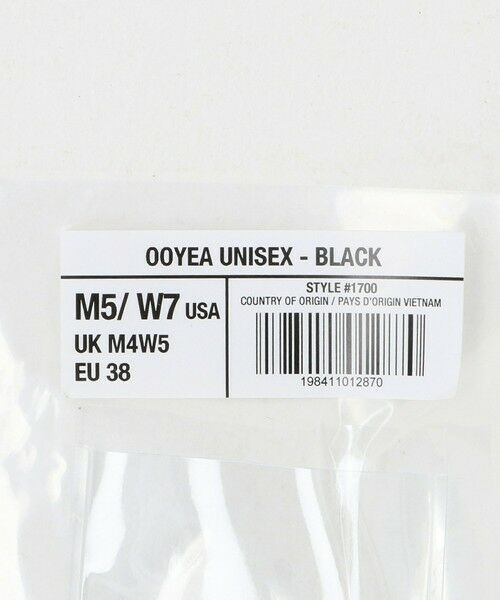 OOYEA UNISEX - BLACK
M5/ W7 USA
UK M4W5
EU 38
STYLE #1700
COUNTRY OF ORIGIN / PAYS D'ORIGIN VIETNAM
198411012870